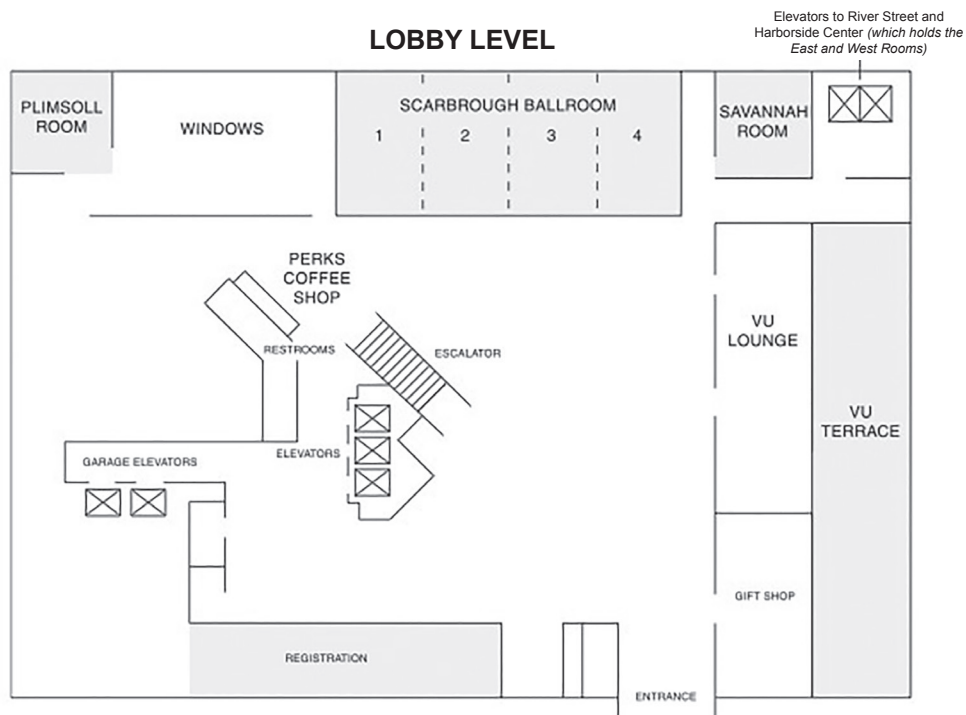 LOBBY LEVEL
Elevators to River Street and
Harborside Center (which holds the
East and West Rooms)
PLIMSOLL
ROOM
WINDOWS
SCARBROUGH BALLROOM
1 2 3 4
SAVANNAH
ROOM
PERKS
COFFEE
SHOP
RESTROOMS
ESCALATOR
VU
LOUNGE
VU
TERRACE
ELEVATORS
GARAGE ELEVATORS
GIFT SHOP
REGISTRATION
ENTRANCE